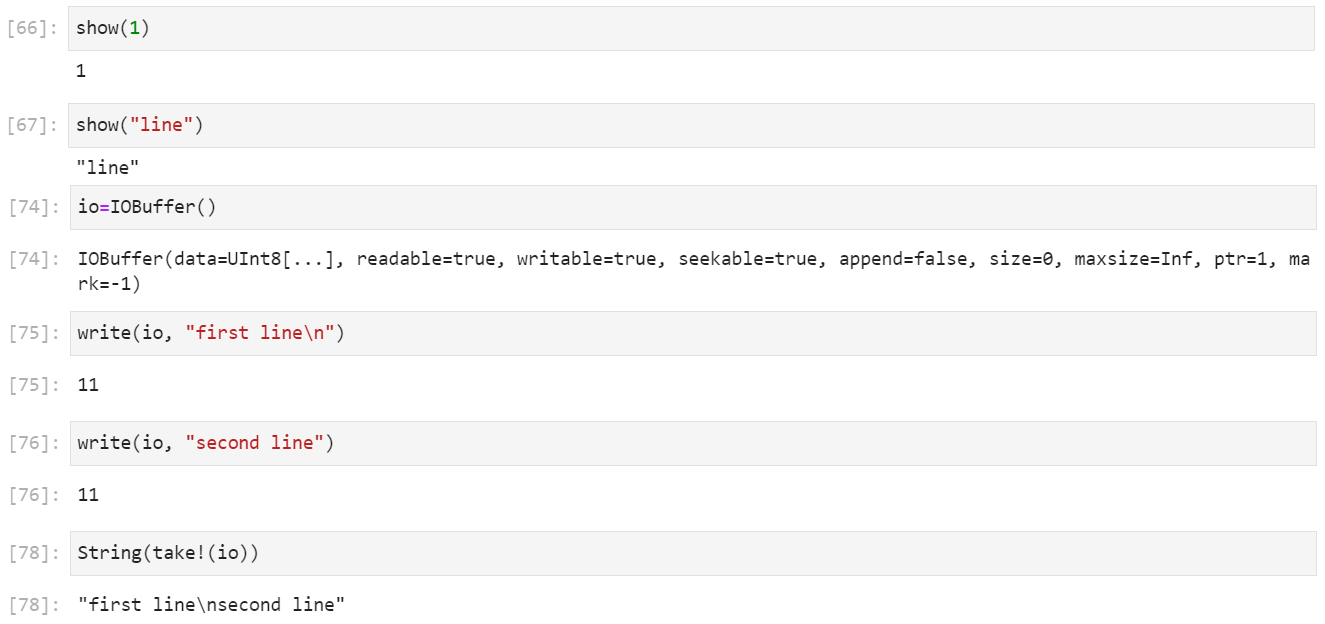 [66]: show(1)
1
[67]: show("line")
"line"
[74]: io=IOBuffer()
[74]: IOBuffer(data=UInt8[...], readable=true, writable=true, seekable=true, append=false, size=0, maxsize=Inf, ptr=1, ma
rk=-1)
[75]: write(io, "first line\n")
[75]: 11
[76]: write(io, "second line")
[76]: 11
[78]: String(take!(io))
[78]: "first line\nsecond line"